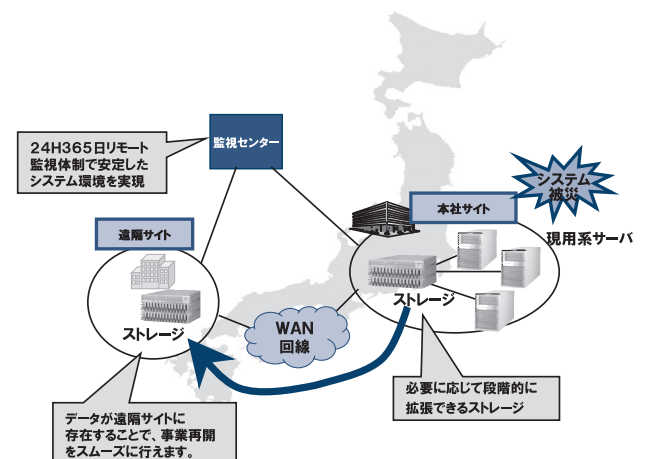 24H365日リモート
監視体制で安定した
システム環境を実現
監視センター
システム
被災
本社サイト
現用系サーバ
遠隔サイト
ストレージ
ストレージ
WAN
回線
必要に応じて段階的に
拡張できるストレージ
データが遠隔サイトに
存在することで、事業再開
をスムーズに行えます。